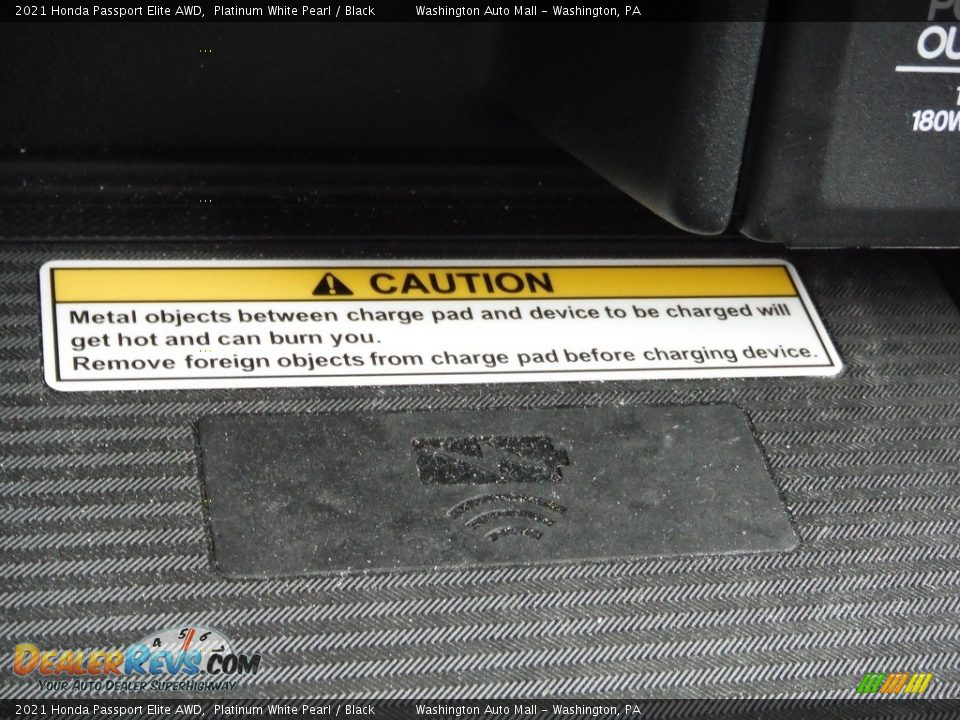 2021 Honda Passport Elite AWD, Platinum White Pearl / Black Washington Auto Mall - Washington, PA
OU
180W
CAUTION
Metal objects between charge pad and device to be charged will
get hot and can burn you.
Remove foreign objects from charge pad before charging device.
4 5 6
DealerRevs.com
Your Auto Dealer SuperHighway
2021 Honda Passport Elite AWD, Platinum White Pearl / Black Washington Auto Mall - Washington, PA